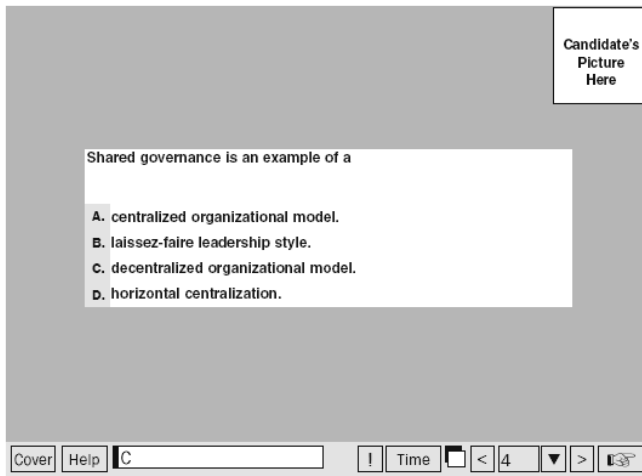 Candidate's
Picture
Here
Shared governance is an example of a
A. centralized organizational model.
B. laissez-faire leadership style.
C. decentralized organizational model.
D. horizontal centralization.
Cover Help C ! Time < 4 ▼ >